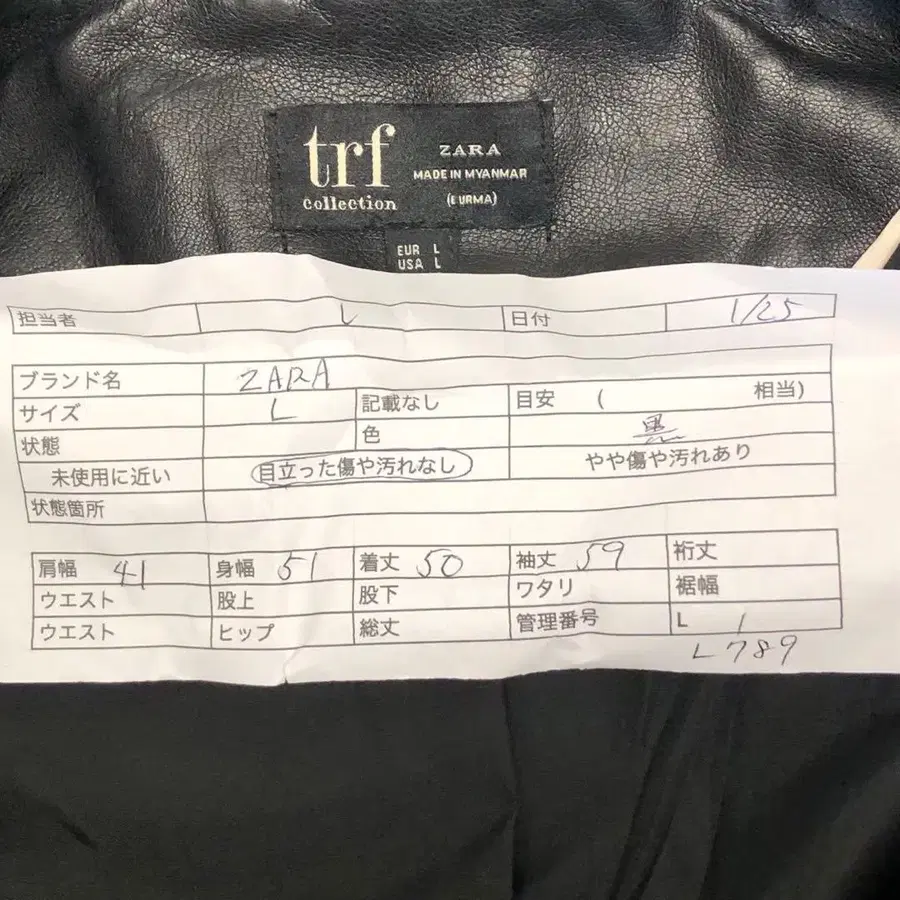 trf
collection
ZARA
MADE IN MYANMAR
(BURMA)
EUR L
USA L
担当者 L 日付 1/25
ブランド名 ZARA
サイズ L 記載なし 目安 ( 相当)
状態 色 黒
未使用に近い 目立った傷や汚れなし やや傷や汚れあり
状態箇所
肩幅 41 身幅 51 着丈 50 袖丈 59 裄丈
ウエスト 股上 股下 ワタリ 裾幅
ウエスト ヒップ 総丈 管理番号 L 1
L789